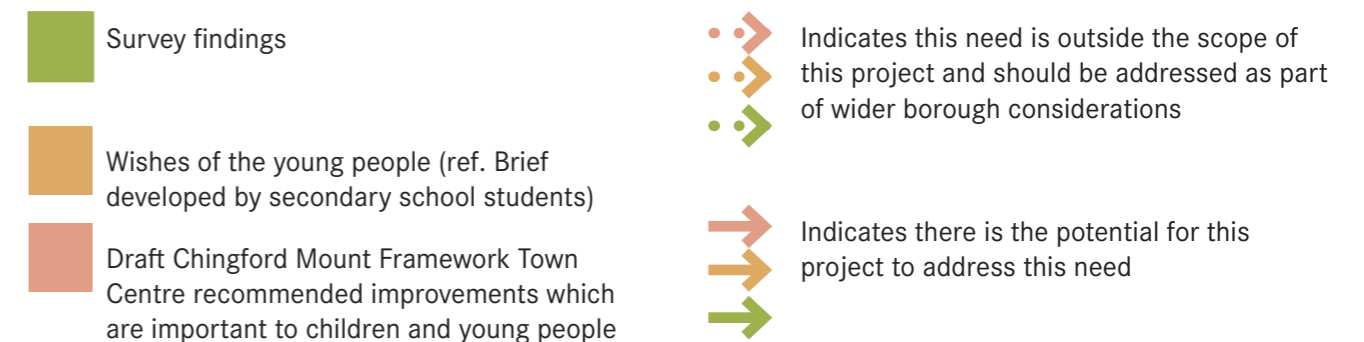 Survey findings
Wishes of the young people (ref. Brief
developed by secondary school students)
Draft Chingford Mount Framework Town
Centre recommended improvements which
are important to children and young people
Indicates this need is outside the scope of
this project and should be addressed as part
of wider borough considerations
Indicates there is the potential for this
project to address this need